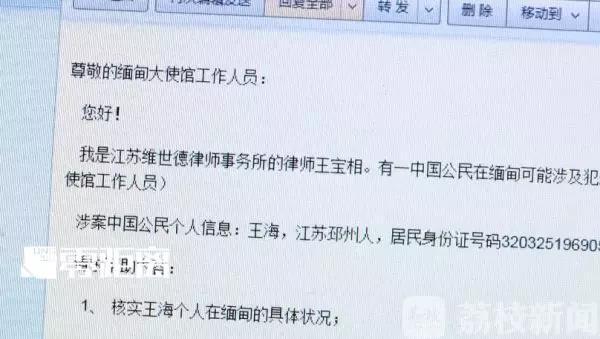 回复全部 转发 删除 移动到
尊敬的缅甸大使馆工作人员：
您好！
我是江苏维世德律师事务所的律师王宝相。有一中国公民在缅甸可能涉及犯
使馆工作人员）
涉案中国公民个人信息：王海，江苏邳州人，居民身份证号码320325196905
助
1、核实王海个人在缅甸的具体状况；
荔枝新闻